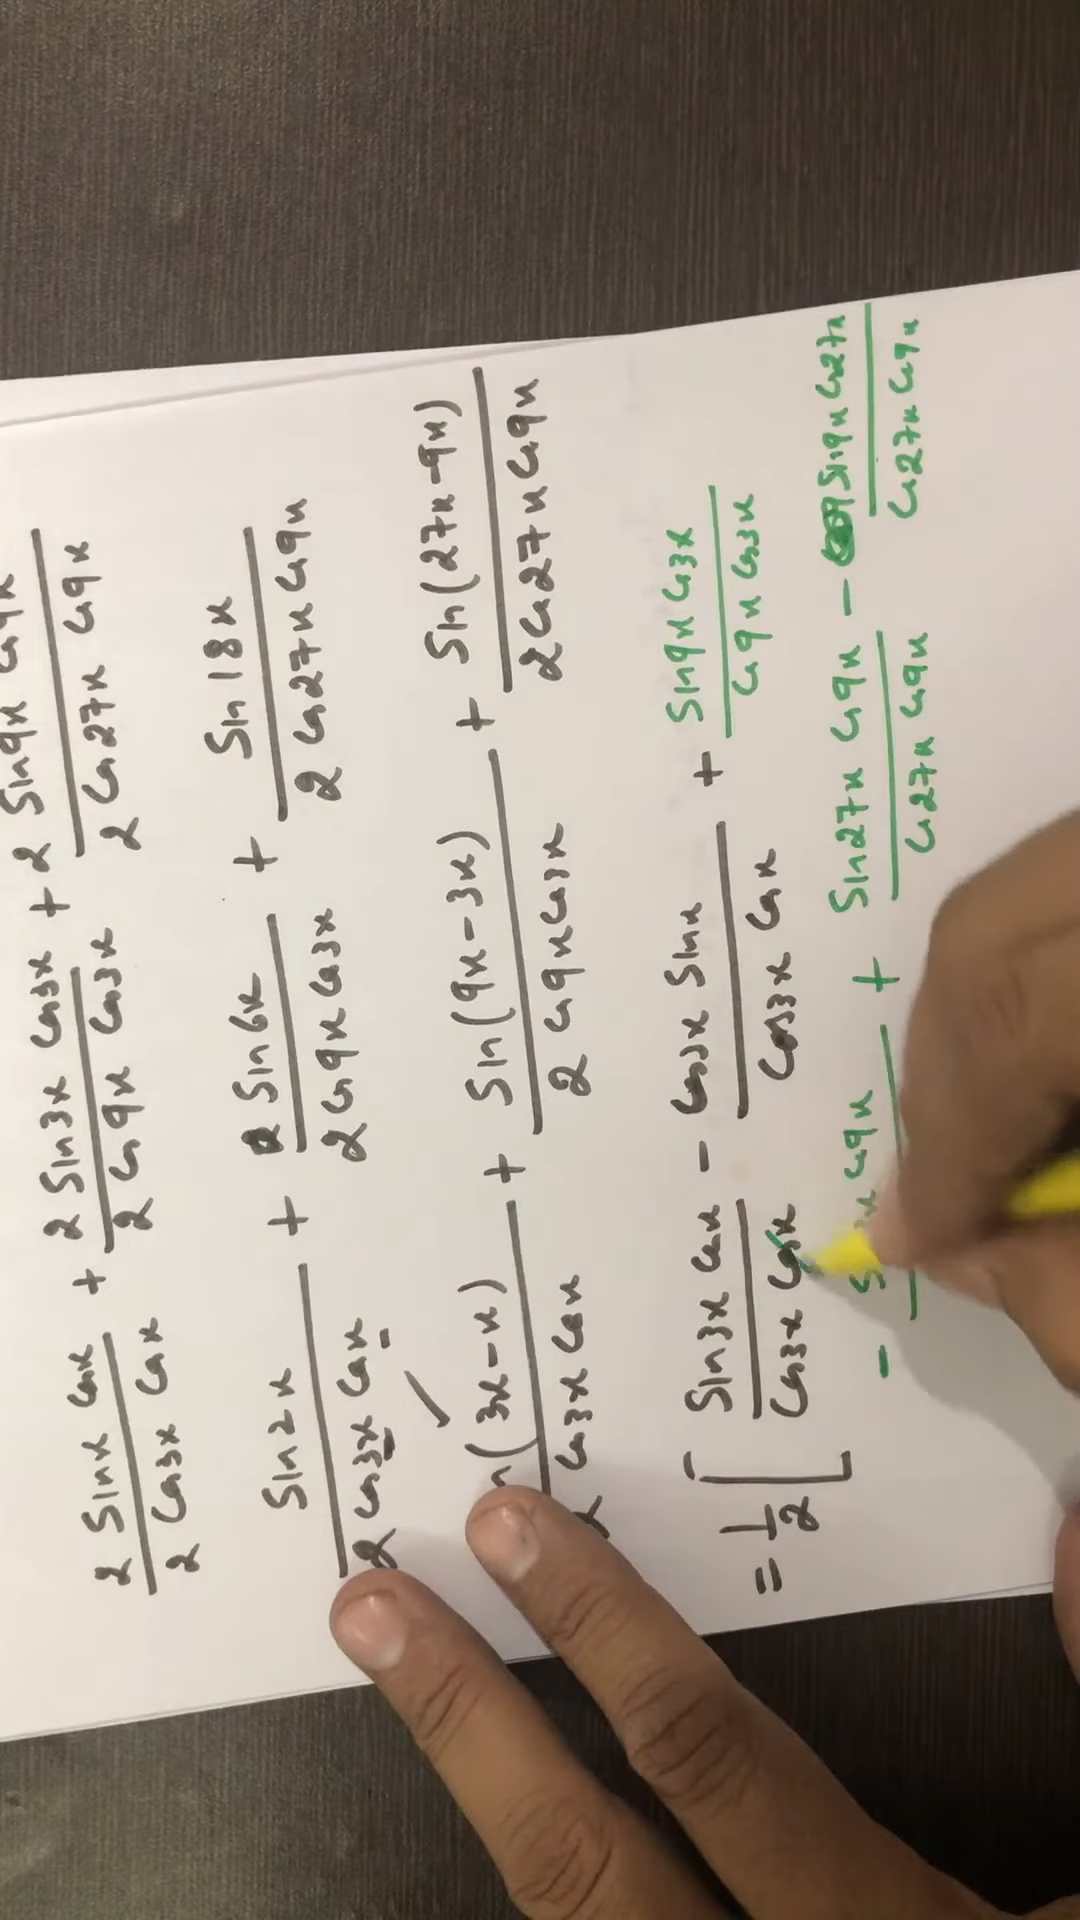 2 Sinx Cosx / 2 Cos3x Cosx + 2 Sin3x Cos3x / 2 Cos9x Cos3x + 2 Sin9x Cos9x / 2 Cos27x Cos9x
Sin2x / 2 Cos3x Cosx + Sin6x / 2 Cos9x Cos3x + Sin18x / 2 Cos27x Cos9x
(3x-x) / Cos3x Cosx + Sin(9x-3x) / 2 Cos9x Cos3x + Sin(27x-9x) / 2 Cos27x Cos9x
= 1/2 [ Sin3x Cosx / Cos3x Cosx - Cos3x Sinx / Cos3x Cosx + Sin9x Cos3x / Cos9x Cos3x
- Cos9x + Sin27x Cos9x / Cos27x Cos9x - Sin9x Cos27x / Cos27x Cos9x